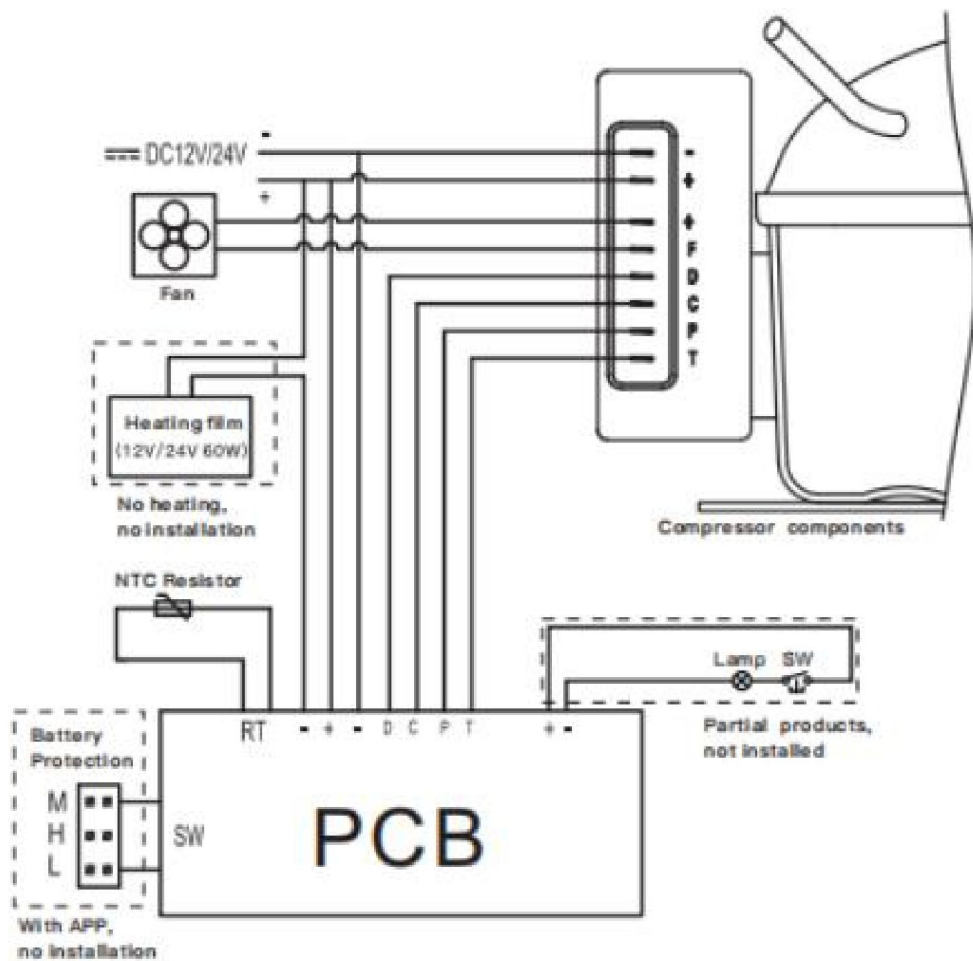 -
DC12V/24V
+
Fan
-
+
+
F
D
C
P
T
Heating film
(12V/24V 60W)
No heating,
no installation
Compressor components
NTC Resistor
Lamp SW
Partial products,
not installed
RT - + - D C P T + -
Battery
Protection
M
H
L
SW
PCB
With APP,
no installation